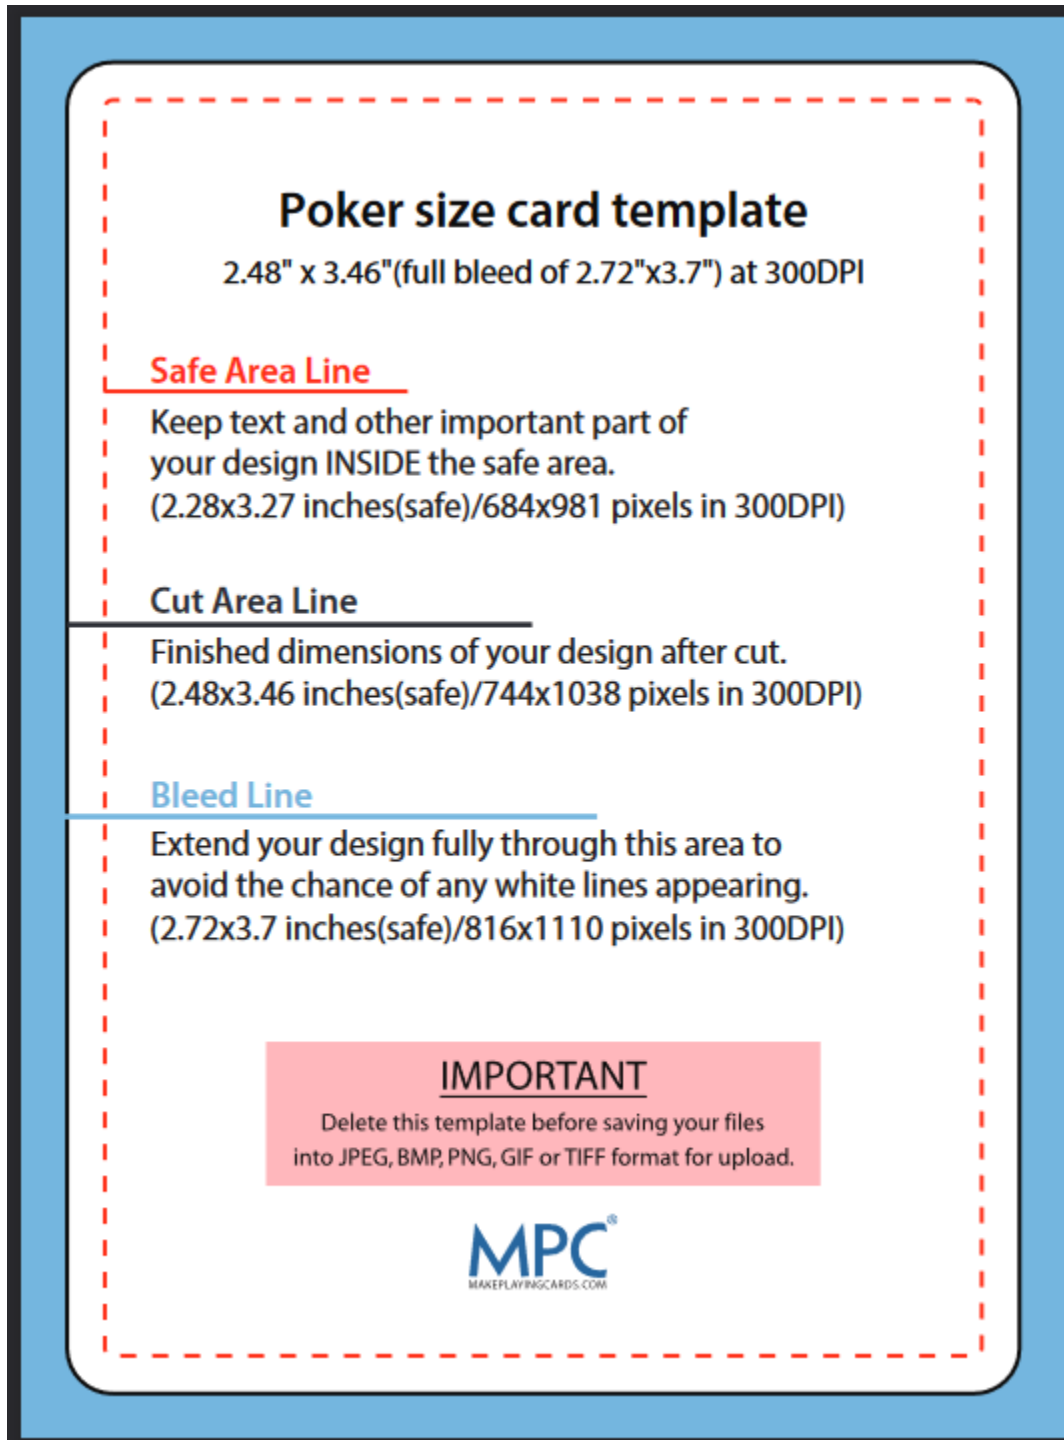 Poker size card template
2.48" x 3.46"(full bleed of 2.72"x3.7") at 300DPI
Safe Area Line
Keep text and other important part of
your design INSIDE the safe area.
(2.28x3.27 inches(safe)/684x981 pixels in 300DPI)
Cut Area Line
Finished dimensions of your design after cut.
(2.48x3.46 inches(safe)/744x1038 pixels in 300DPI)
Bleed Line
Extend your design fully through this area to
avoid the chance of any white lines appearing.
(2.72x3.7 inches(safe)/816x1110 pixels in 300DPI)
IMPORTANT
Delete this template before saving your files
into JPEG, BMP, PNG, GIF or TIFF format for upload.
MPC®
MAKEPLAYINGCARDS.COM